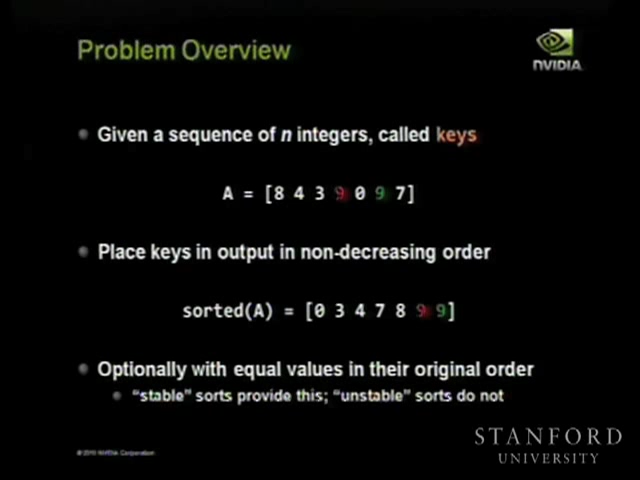 Problem Overview
NVIDIA
Given a sequence of n integers, called keys
A = [8 4 3 9 0 9 7]
Place keys in output in non-decreasing order
sorted(A) = [0 3 4 7 8 9 9]
Optionally with equal values in their original order
“stable” sorts provide this; “unstable” sorts do not
© 2010 NVIDIA Corporation
STANFORD
UNIVERSITY